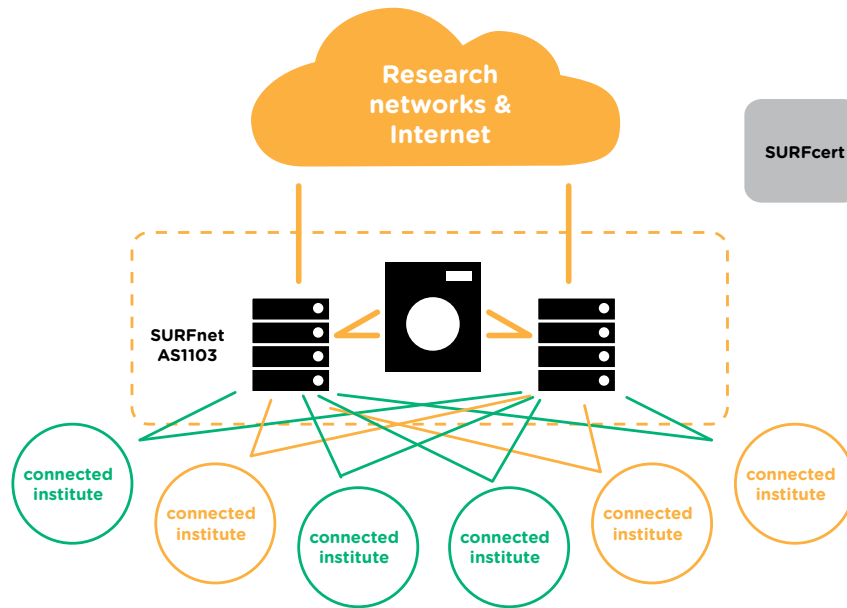 Research
networks &
Internet
SURFcert
SURFnet
AS1103
connected
institute
connected
institute
connected
institute
connected
institute
connected
institute
connected
institute